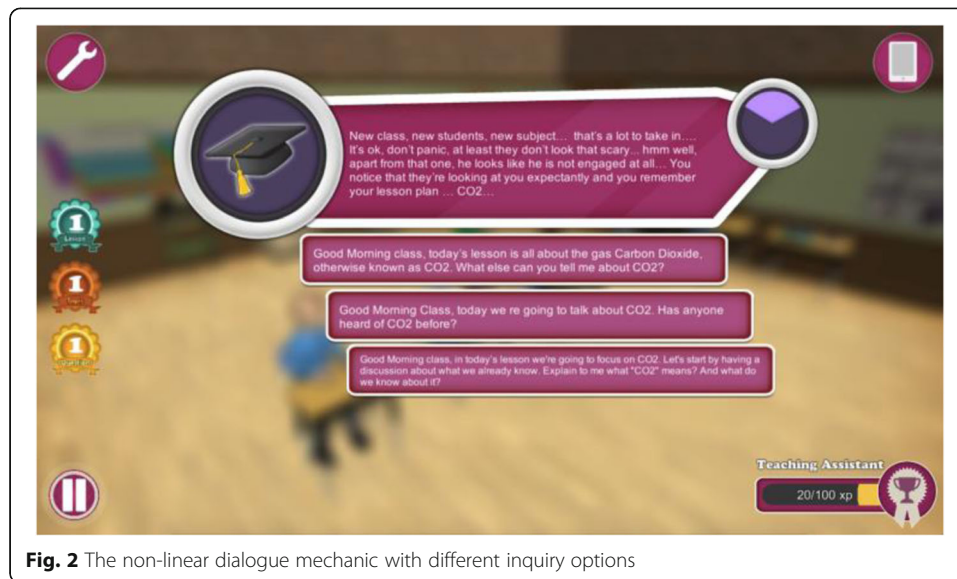 New class, new students, new subject... that's a lot to take in....
It's ok, don't panic, at least they don't look that scary... hmm well,
apart from that one, he looks like he is not engaged at all... You
notice that they're looking at you expectantly and you remember
your lesson plan ... CO2...
Good Morning class, today's lesson is all about the gas Carbon Dioxide,
otherwise known as CO2. What else can you tell me about CO2?
1
Good Morning Class, today we re going to talk about CO2. Has anyone
heard of CO2 before?
1
Good Morning class, in today's lesson we're going to focus on CO2. Let's start by having a
discussion about what we already know. Explain to me what "CO2" means? And what do
we know about it?
1
Teaching Assistant
20/100 xp
Fig. 2 The non-linear dialogue mechanic with different inquiry options